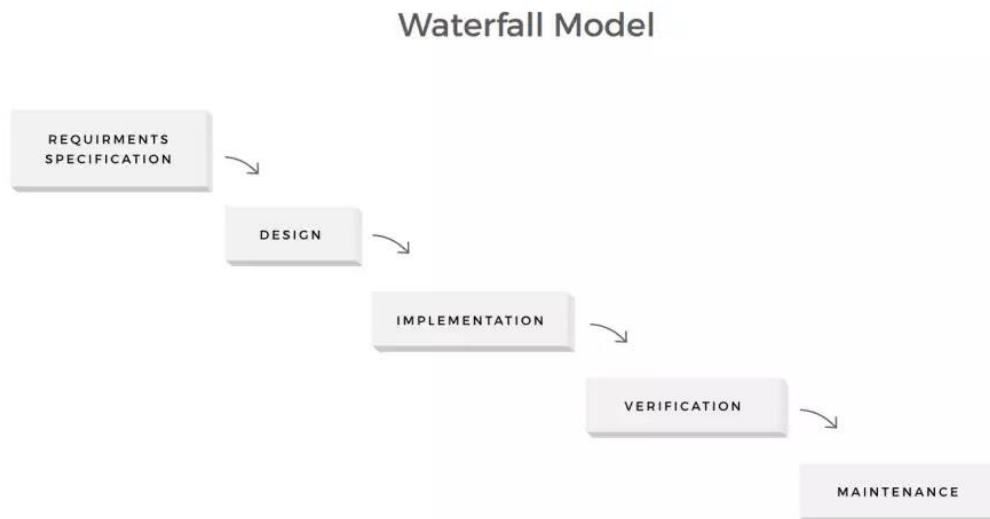 Waterfall Model
REQUIRMENTS
SPECIFICATION
DESIGN
IMPLEMENTATION
VERIFICATION
MAINTENANCE